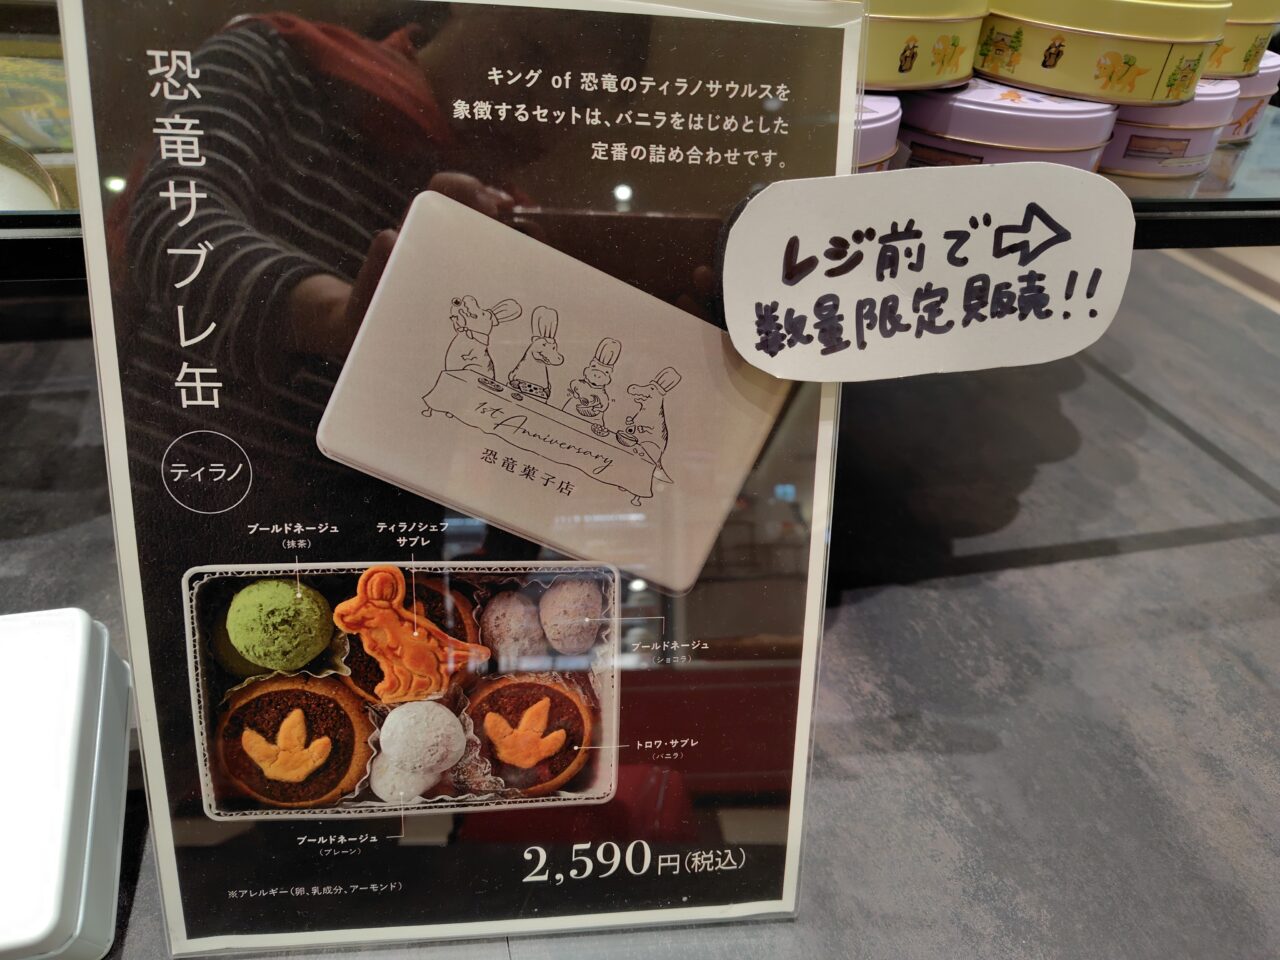 恐竜サブレ缶
ティラノ
キング of 恐竜のティラノサウルスを
象徴するセットは、バニラをはじめとした
定番の詰め合わせです。
レジ前で
数量限定販売!!
1st Anniversary
恐竜菓子店
ブールドネージュ
(抹茶)
ティラノシェフ
サブレ
ブールドネージュ
(ショコラ)
トロワ・サブレ
(バニラ)
ブールドネージュ
(プレーン)
2,590円(税込)
※アレルギー(卵、乳成分、アーモンド)